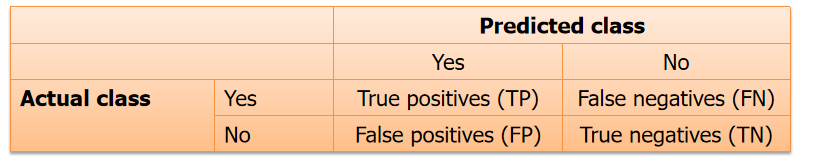 Predicted class
Yes No
Actual class Yes True positives (TP) False negatives (FN)
No False positives (FP) True negatives (TN)